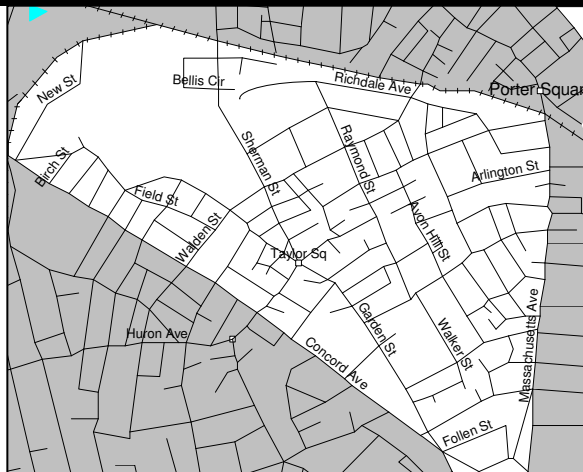 New St
Bellis Cir
Richdale Ave
Porter Squar
Birch St
Sherman St
Raymond St
Arlington St
Field St
Walden St
Avon Hill St
Taylor Sq
Huron Ave
Garden St
Walker St
Massachusetts Ave
Concord Ave
Follen St